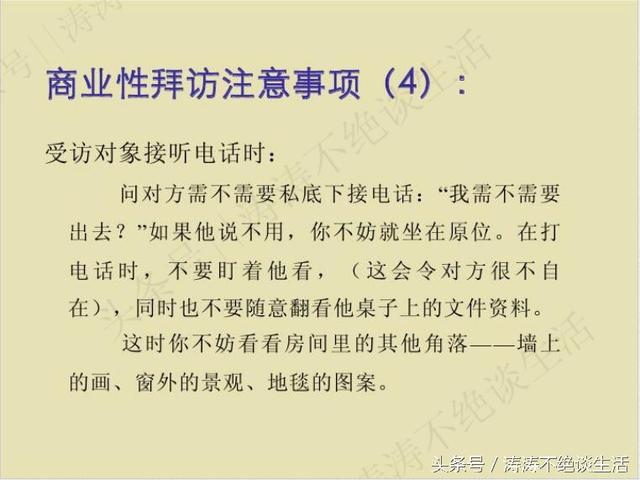 商业性拜访注意事项（4）：
受访对象接听电话时：
问对方需不需要私底下接电话：“我需不需要
出去？”如果他说不用，你不妨就坐在原位。在打
电话时，不要盯着他看，（这会令对方很不自
在），同时也不要随意翻看他桌子上的文件资料。
这时你不妨看看房间里的其他角落——墙上
的画、窗外的景观、地毯的图案。
头条号／涛涛不绝谈生活